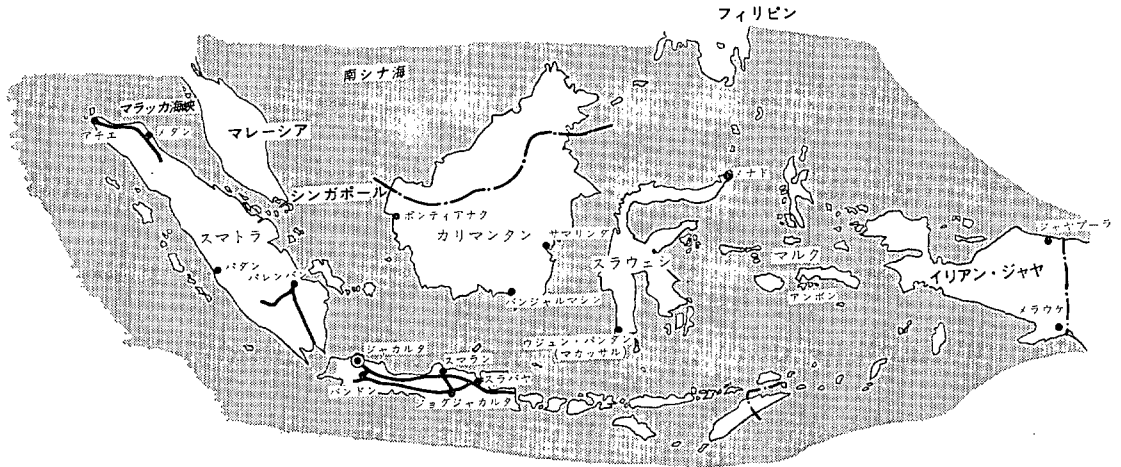 フィリピン
南シナ海
マラッカ海峡
アチェ
メダン
マレーシア
シンガポール
ポンティアナク
スマトラ
カリマンタン
サマリンダ
メナド
スラウェシ
マルク
ジャヤプーラ
イリアン・ジャヤ
パダン
パレンバン
バンジャルマシン
アンボン
メラウケ
ウジュン・パンダン
(マカッサル)
ジャカルタ
スマラン
スラバヤ
バンドン
ジョグジャカルタ